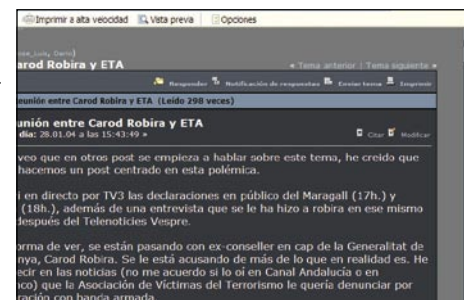 Imprimir a alta velocidad Vista previa Opciones
Luis, Dario)
arod Robira y ETA « Tema anterior | Tema siguiente »
Responder Notificación de respuestas Enviar tema Imprimir
eunión entre Carod Robira y ETA (Leído 298 veces)
unión entre Carod Robira y ETA
día: 28.01.04 a las 15:43:49 » Citar Modificar
veo que en otros post se empieza a hablar sobre este tema, he creido que
hacemos un post centrado en esta polémica.
i en directo por TV3 las declaraciones en público del Maragall (17h.) y
(18h.), además de una entrevista que se le ha hizo a robira en ese mismo
después del Telenoticies Vespre.
orma de ver, se están pasando con ex-conseller en cap de la Generalitat de
nya, Carod Robira. Se le está acusando de más de lo que en realidad es. He
ecir en las noticias (no me acuerdo si lo oí en Canal Andalucía o en
co) que la Asociación de Víctimas del Terrorismo le quería denunciar por
ración con banda armada.